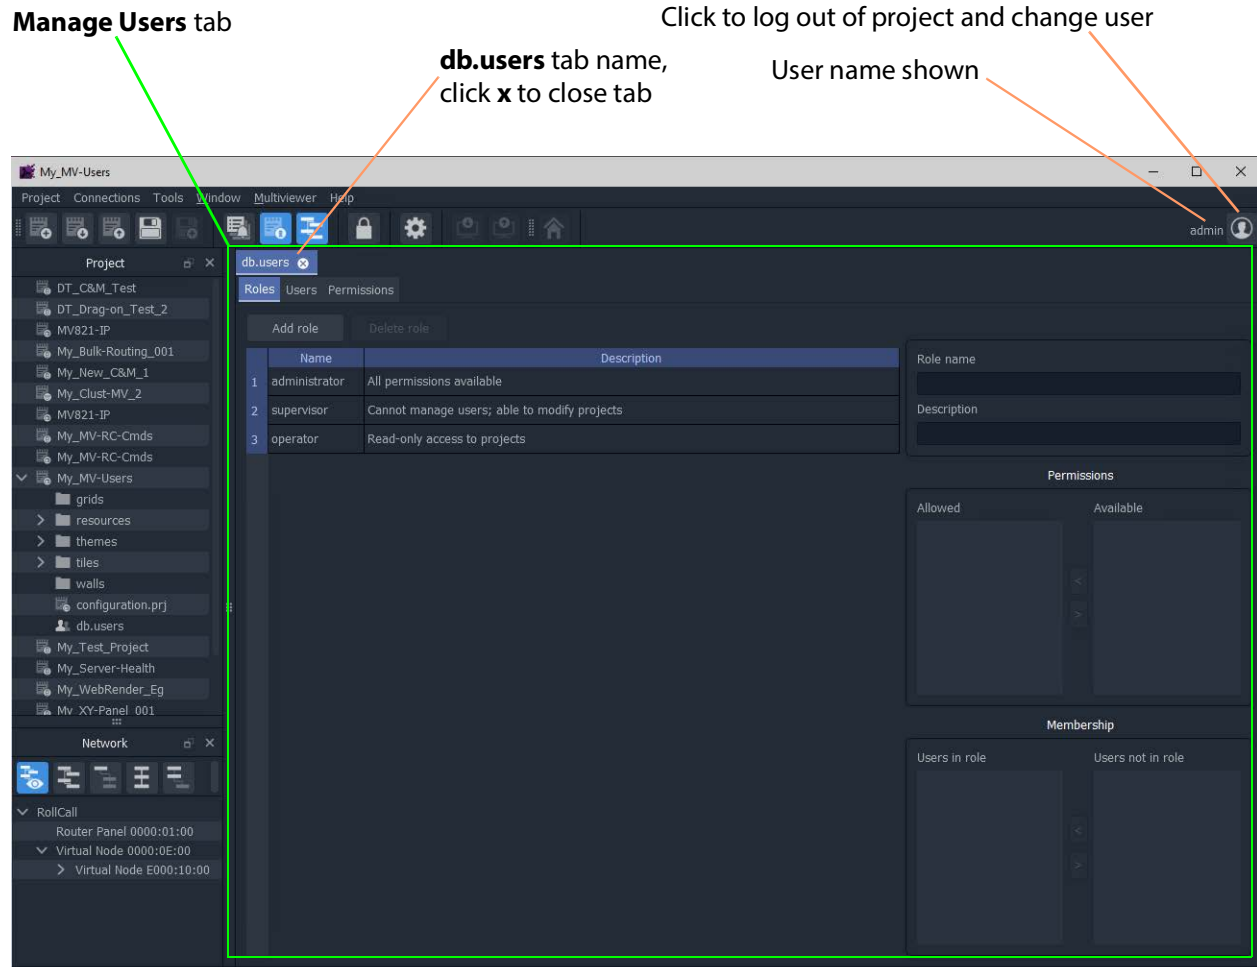 Manage Users tab
Click to log out of project and change user
db.users tab name,
click x to close tab
User name shown
My_MV-Users
Project Connections Tools Window Multiviewer Help
admin
Project
DT_C&M_Test
DT_Drag-on_Test_2
MV821-IP
My_Bulk-Routing_001
My_New_C&M_1
My_Clust-MV_2
MV821-IP
My_MV-RC-Cmds
My_MV-RC-Cmds
My_MV-Users
grids
resources
themes
tiles
walls
configuration.prj
db.users
My_Test_Project
My_Server-Health
My_WebRender_Eg
My_XY-Panel_001
Network
RollCall
Router Panel 0000:01:00
Virtual Node 0000:0E:00
Virtual Node E000:10:00
db.users
Roles Users Permissions
Add role Delete role
Name Description
1 administrator All permissions available
2 supervisor Cannot manage users; able to modify projects
3 operator Read-only access to projects
Role name
Description
Permissions
Allowed Available
<
>
Membership
Users in role Users not in role
<
>